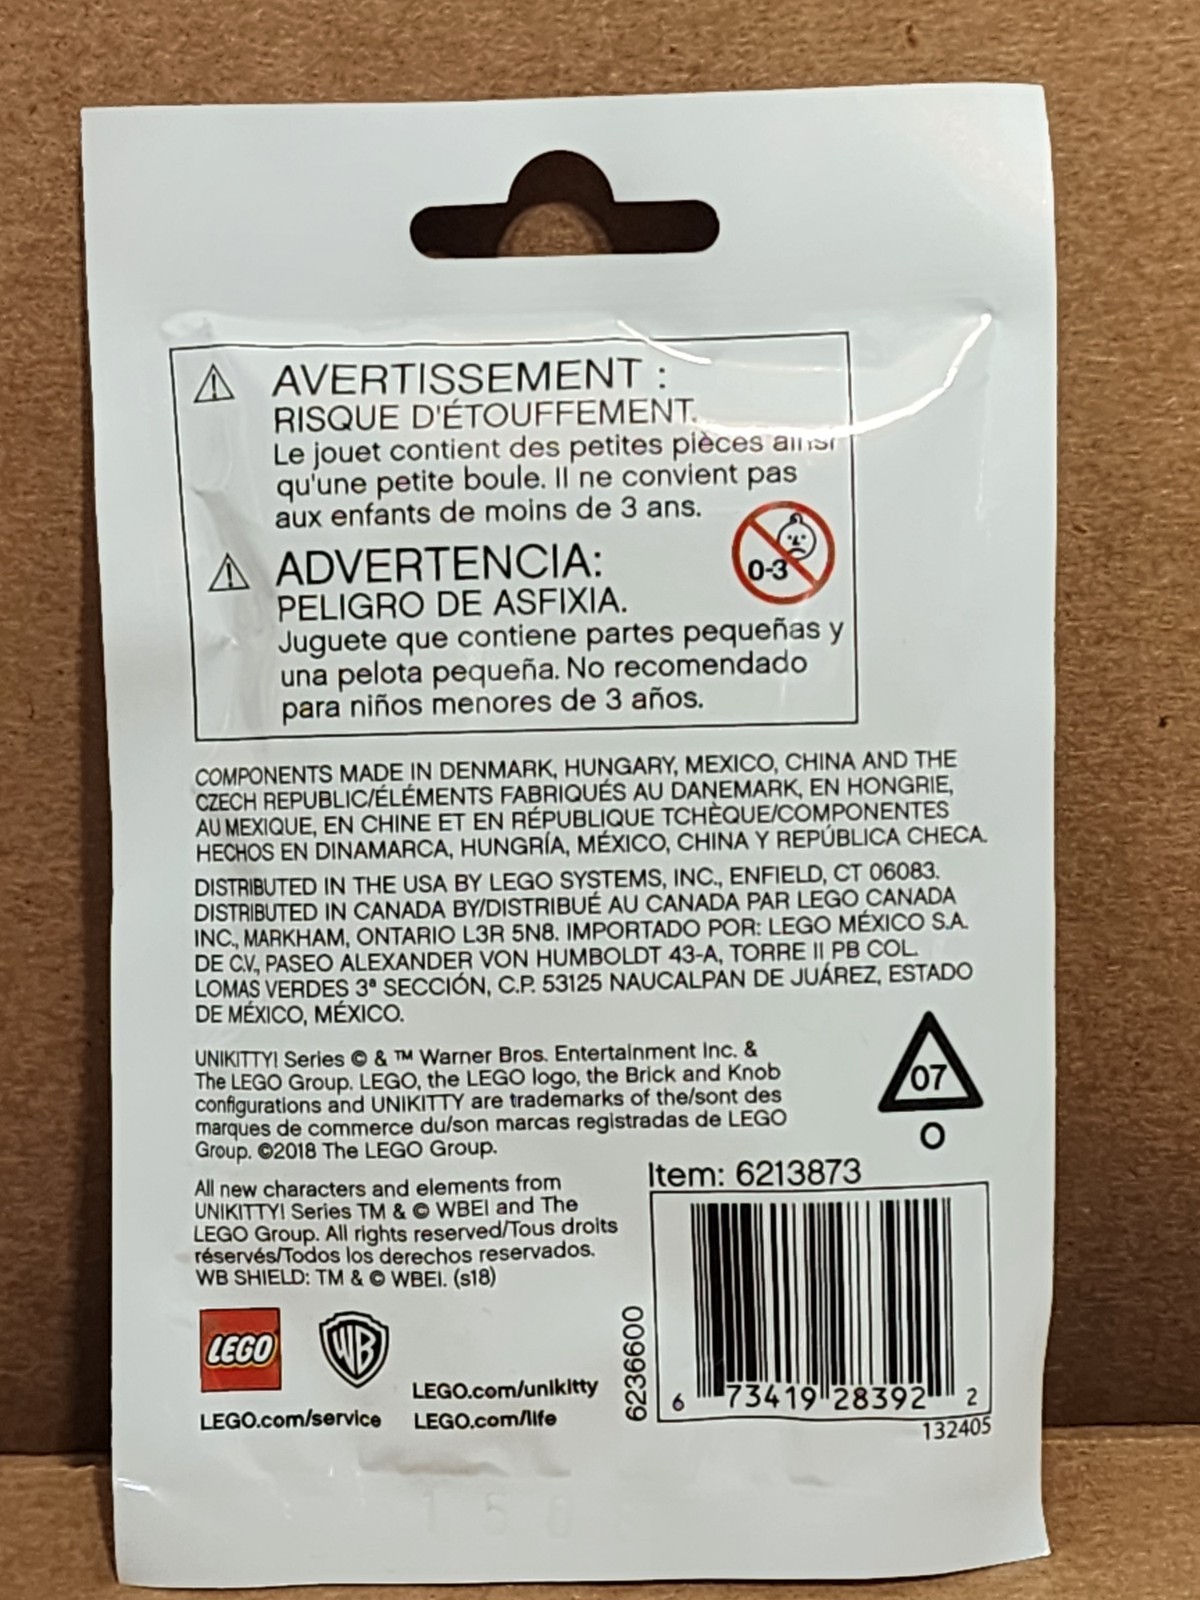 AVERTISSEMENT :
RISQUE D'ÉTOUFFEMENT.
Le jouet contient des petites pièces ainsi
qu'une petite boule. Il ne convient pas
aux enfants de moins de 3 ans.
0-3
ADVERTENCIA:
PELIGRO DE ASFIXIA.
Juguete que contiene partes pequeñas y
una pelota pequeña. No recomendado
para niños menores de 3 años.
COMPONENTS MADE IN DENMARK, HUNGARY, MEXICO, CHINA AND THE
CZECH REPUBLIC/ÉLÉMENTS FABRIQUÉS AU DANEMARK, EN HONGRIE,
AU MEXIQUE, EN CHINE ET EN RÉPUBLIQUE TCHÈQUE/COMPONENTES
HECHOS EN DINAMARCA, HUNGRÍA, MÉXICO, CHINA Y REPÚBLICA CHECA.
DISTRIBUTED IN THE USA BY LEGO SYSTEMS, INC., ENFIELD, CT 06083.
DISTRIBUTED IN CANADA BY/DISTRIBUÉ AU CANADA PAR LEGO CANADA
INC., MARKHAM, ONTARIO L3R 5N8. IMPORTADO POR: LEGO MÉXICO S.A.
DE C.V., PASEO ALEXANDER VON HUMBOLDT 43-A, TORRE II PB COL.
LOMAS VERDES 3ª SECCIÓN, C.P. 53125 NAUCALPAN DE JUÁREZ, ESTADO
DE MÉXICO, MÉXICO.
UNIKITTY! Series © & ™ Warner Bros. Entertainment Inc. &
The LEGO Group. LEGO, the LEGO logo, the Brick and Knob
configurations and UNIKITTY are trademarks of the/sont des
marques de commerce du/son marcas registradas de LEGO
Group. ©2018 The LEGO Group.
07
O
All new characters and elements from
UNIKITTY! Series TM & © WBEI and The
LEGO Group. All rights reserved/Tous droits
réservés/Todos los derechos reservados.
WB SHIELD: TM & © WBEI. (s18)
Item: 6213873
LEGO
WB
LEGO.com/unikitty
LEGO.com/service
LEGO.com/life
6236600
6 73419 28392 2
132405
1 5 0